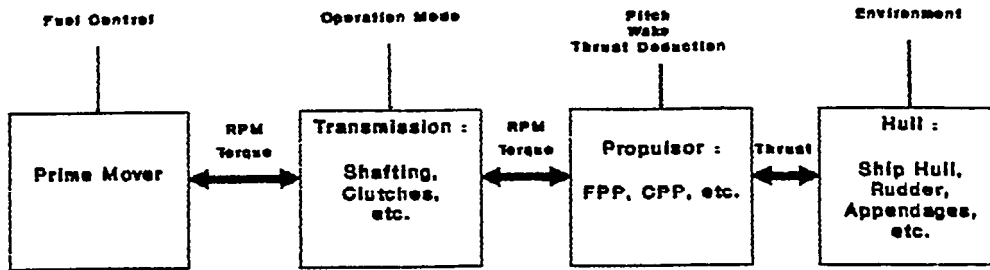 Fuel Control
Operation Mode
Pitch
Wake
Thrust Deduction
Environment
Prime Mover
RPM
Torque
Transmission :
Shafting,
Clutches,
etc.
RPM
Torque
Propulsor :
FPP, CPP, etc.
Thrust
Hull :
Ship Hull,
Rudder,
Appendages,
etc.